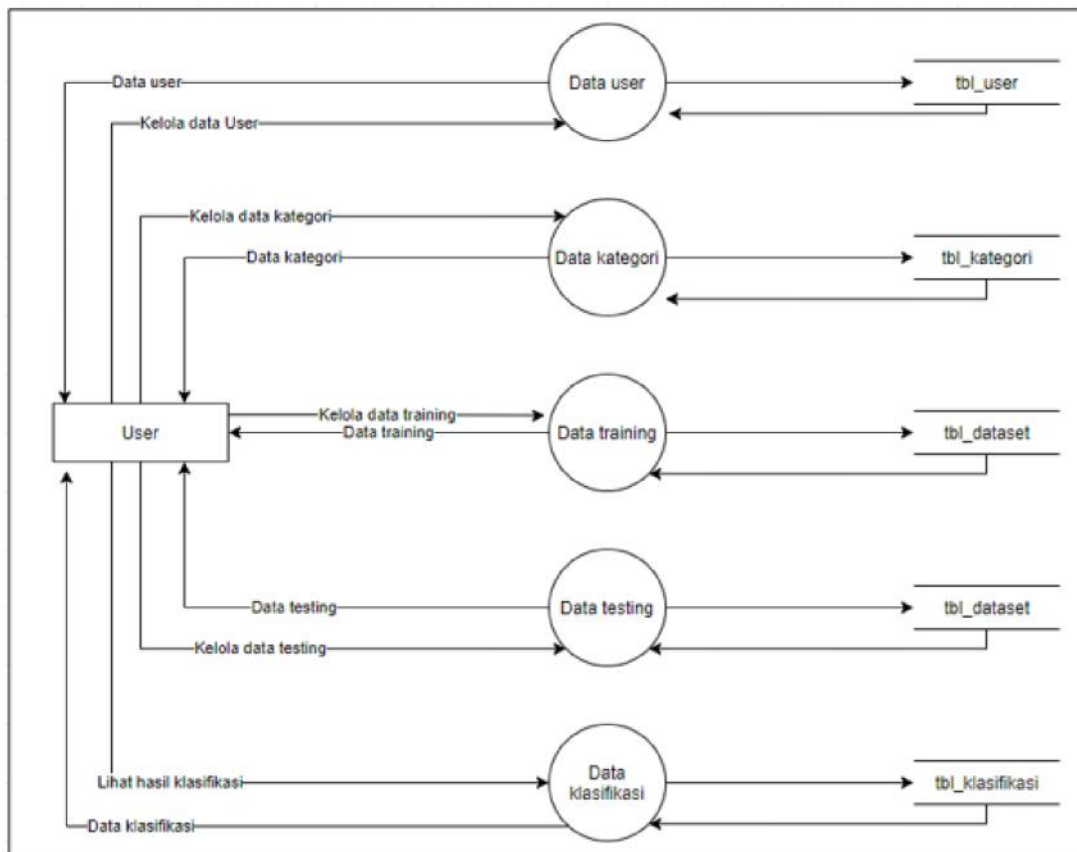 Data user
Data user
tbl_user
Kelola data User
Kelola data kategori
Data kategori
Data kategori
tbl_kategori
Kelola data training
User
Data training
Data training
tbl_dataset
Data testing
Data testing
tbl_dataset
Kelola data testing
Lihat hasil klasifikasi
Data
klasifikasi
tbl_klasifikasi
Data klasifikasi